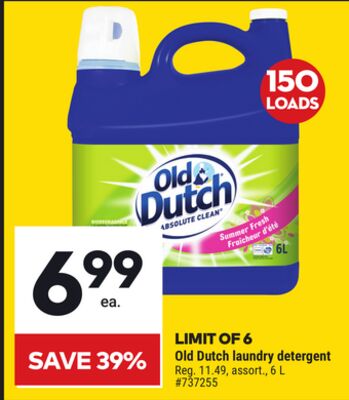 150
LOADS
Old
Dutch
ABSOLUTE CLEAN
BIODEGRADABLE
Summer Fresh
Fraîcheur d'été
6L
6.99
ea.
SAVE 39%
LIMIT OF 6
Old Dutch laundry detergent
Reg. 11.49, assort., 6 L
#737255